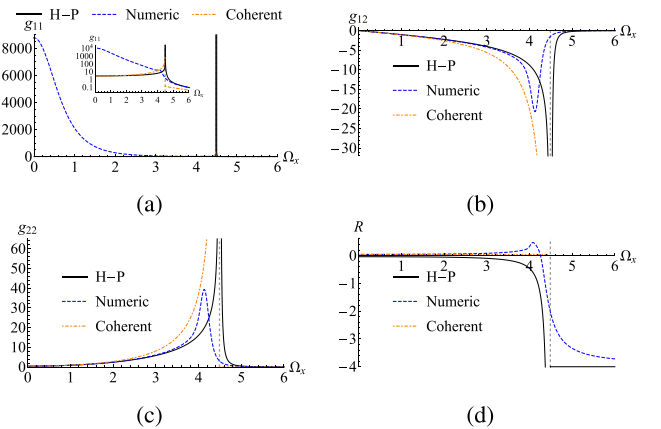 H−P Numeric Coherent
g11
8000
6000
4000
2000
0
0 1 2 3 4 5 6
Ωx
g11
10⁴
1000
100
10
0.1
0 1 2 3 4 5 6
Ωx
(a)
g12
0
−5
−10
−15
−20
−25
−30
1 2 3 4 5 6
Ωx
H−P
Numeric
Coherent
(b)
g22
60
50
40
30
20
10
0
0 1 2 3 4 5 6
Ωx
H−P
Numeric
Coherent
(c)
R
0
−1
−2
−3
−4
1 2 3 4 5 6
Ωx
H−P
Numeric
Coherent
(d)